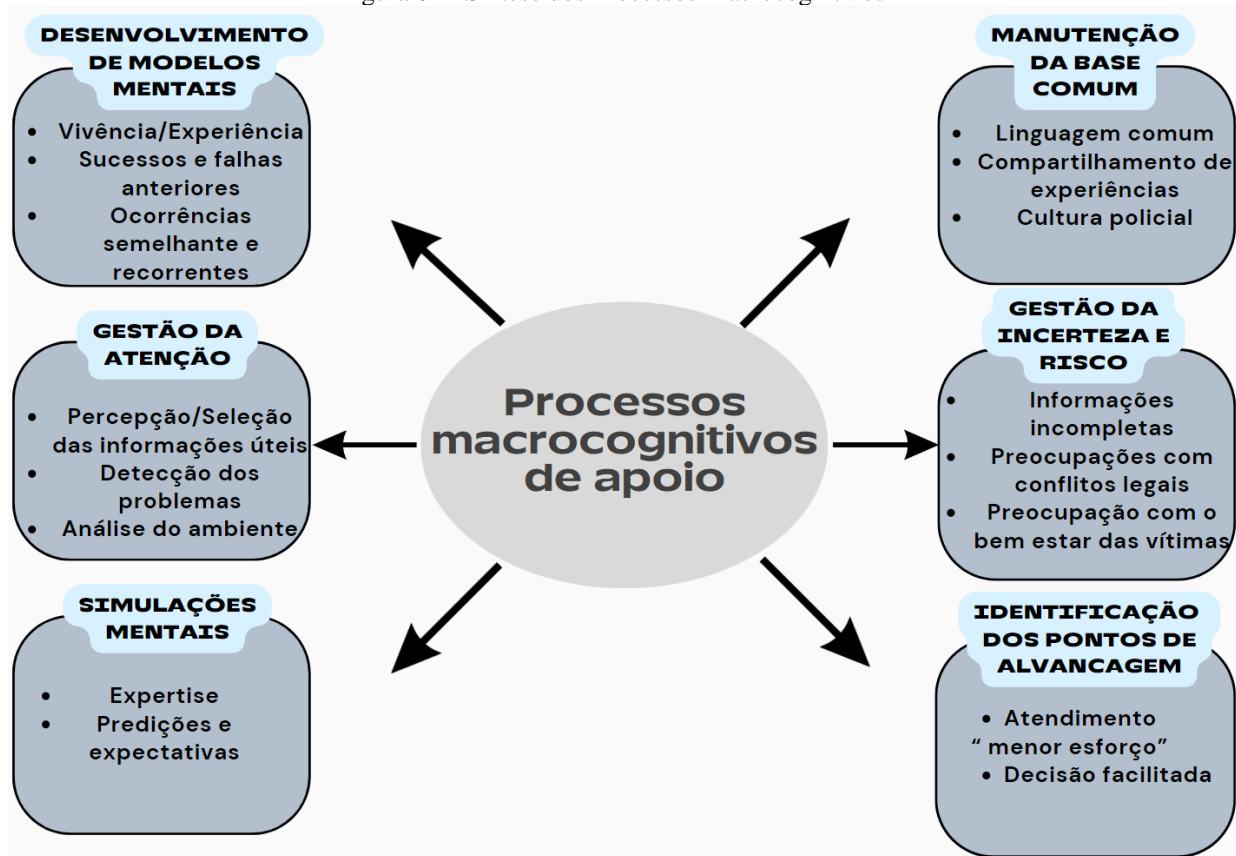 DESENVOLVIMENTO
DE MODELOS
MENTAIS
• Vivência/Experiência
• Sucessos e falhas
anteriores
• Ocorrências
semelhante e
recorrentes
GESTÃO DA
ATENÇÃO
• Percepção/Seleção
das informações úteis
• Detecção dos
problemas
• Análise do ambiente
SIMULAÇÕES
MENTAIS
• Expertise
• Predições e
expectativas
Processos
macrocognitivos
de apoio
MANUTENÇÃO
DA BASE
COMUM
• Linguagem comum
• Compartilhamento de
experiências
• Cultura policial
GESTÃO DA
INCERTEZA E
RISCO
• Informações
incompletas
• Preocupações com
conflitos legais
• Preocupação com o
bem estar das vítimas
IDENTIFICAÇÃO
DOS PONTOS DE
ALVANCAGEM
• Atendimento
“ menor esforço”
• Decisão facilitada